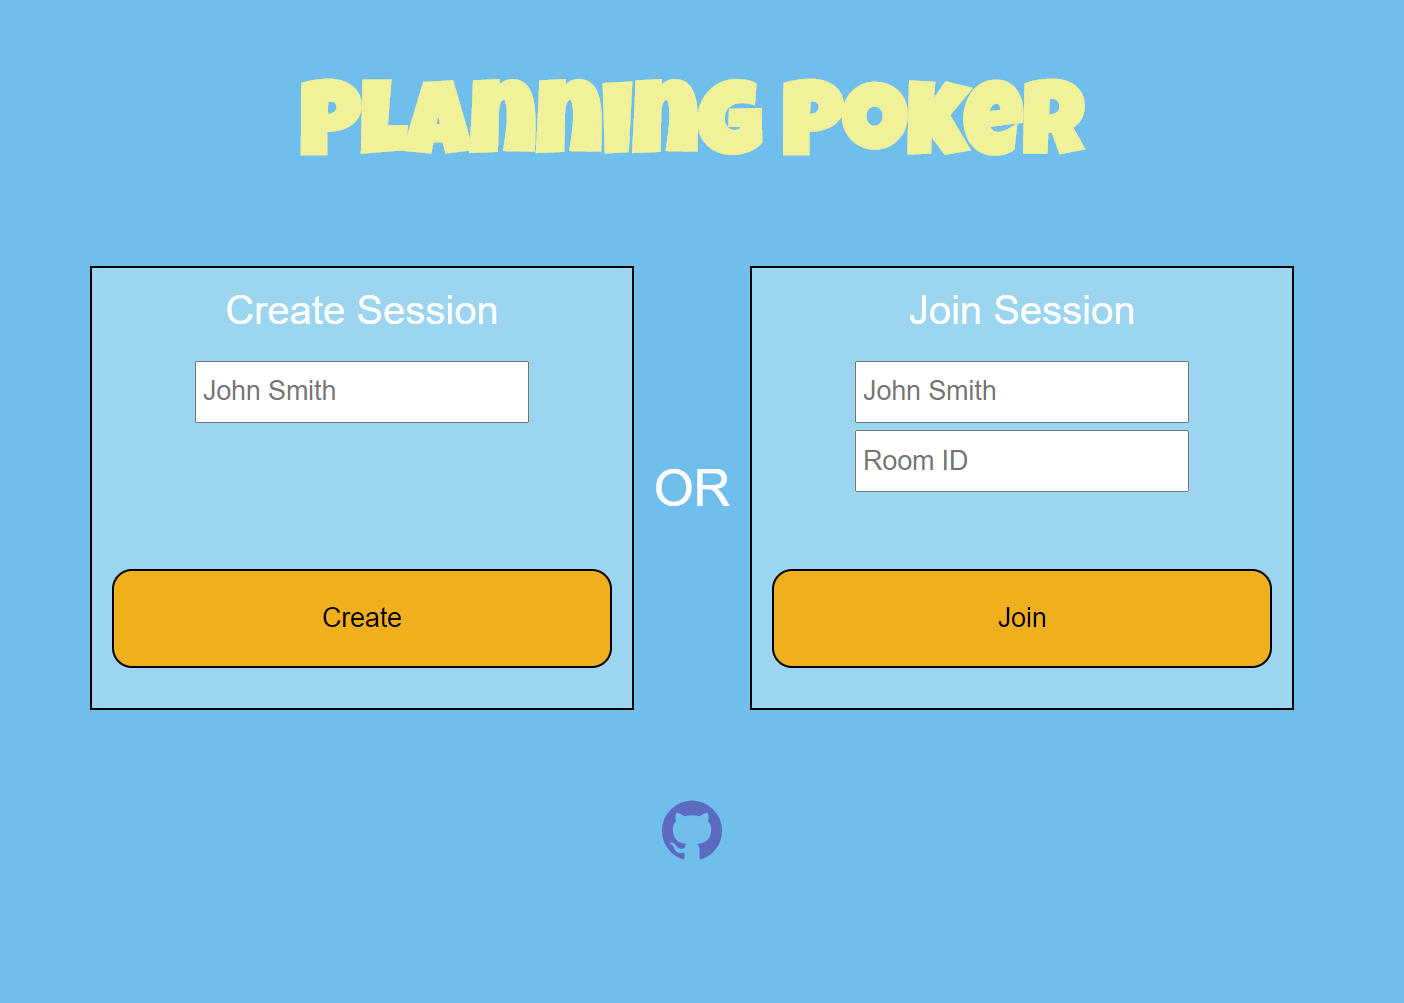 Planning Poker
Create Session
John Smith
Create
OR
Join Session
John Smith
Room ID
Join